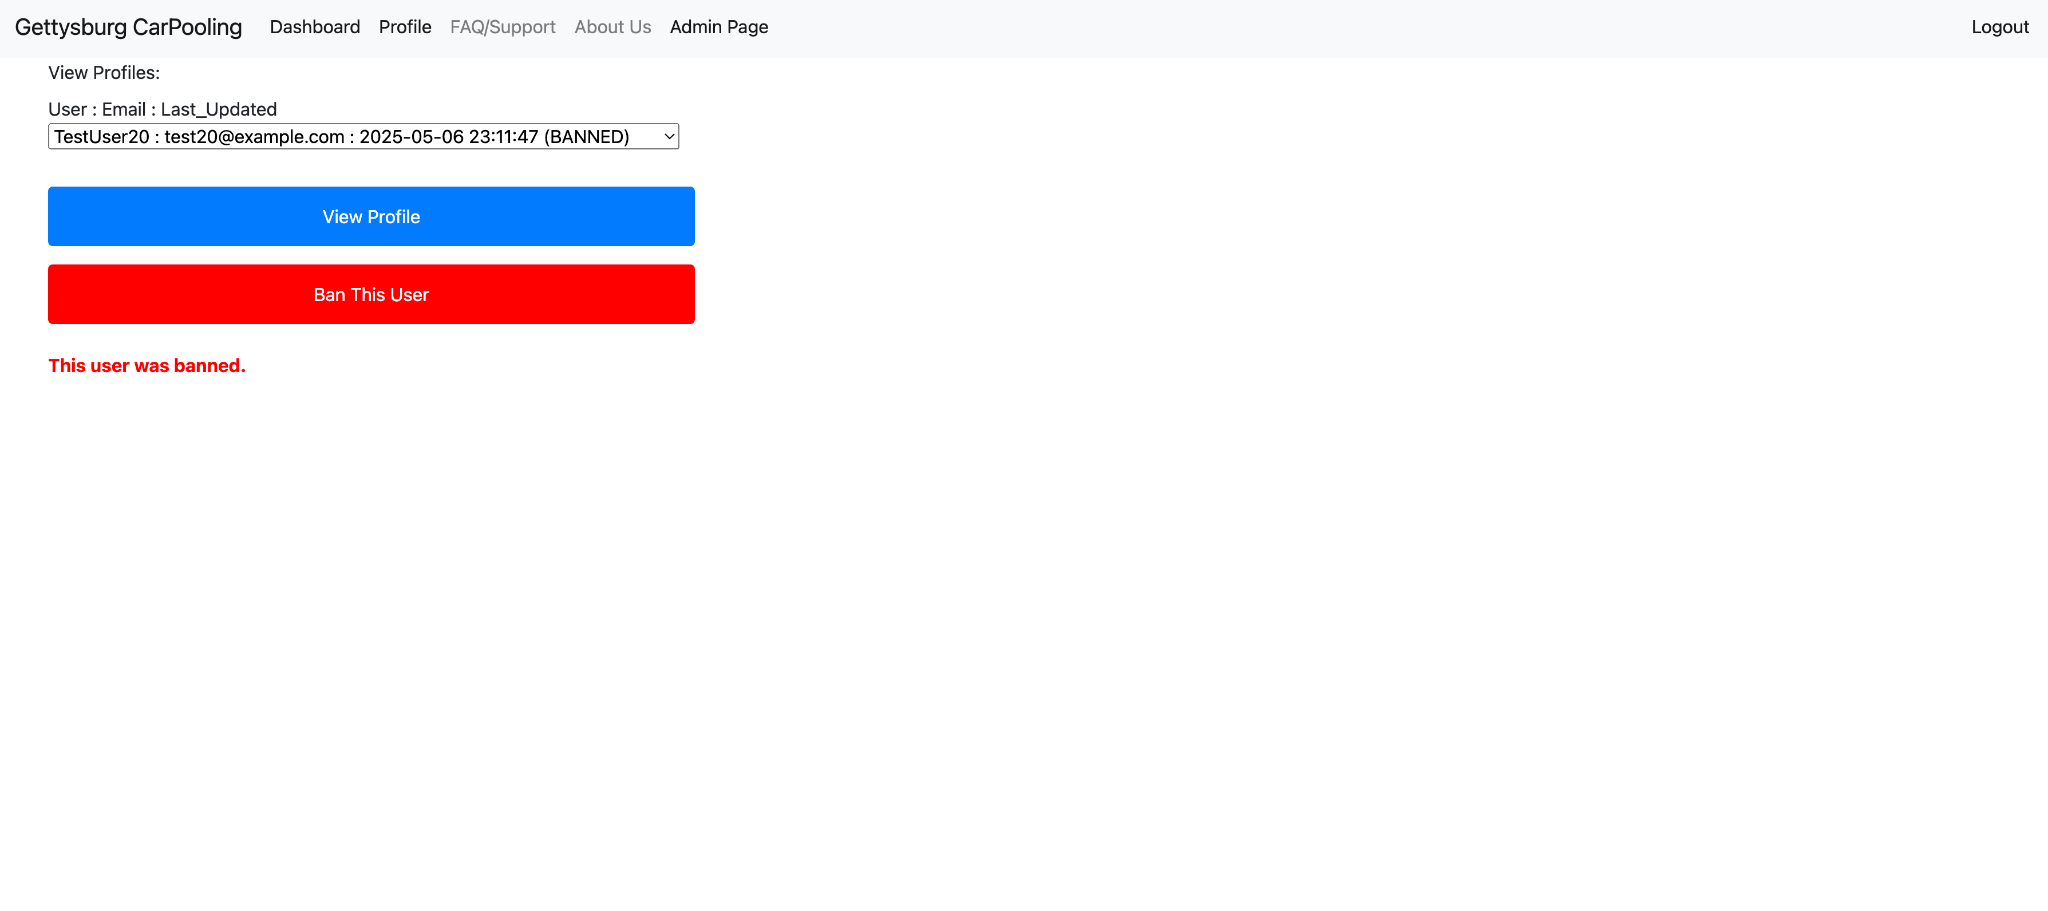 Gettysburg CarPooling Dashboard Profile FAQ/Support About Us Admin Page Logout
View Profiles:
User : Email : Last_Updated
TestUser20 : test20@example.com : 2025-05-06 23:11:47 (BANNED)
View Profile
Ban This User
This user was banned.